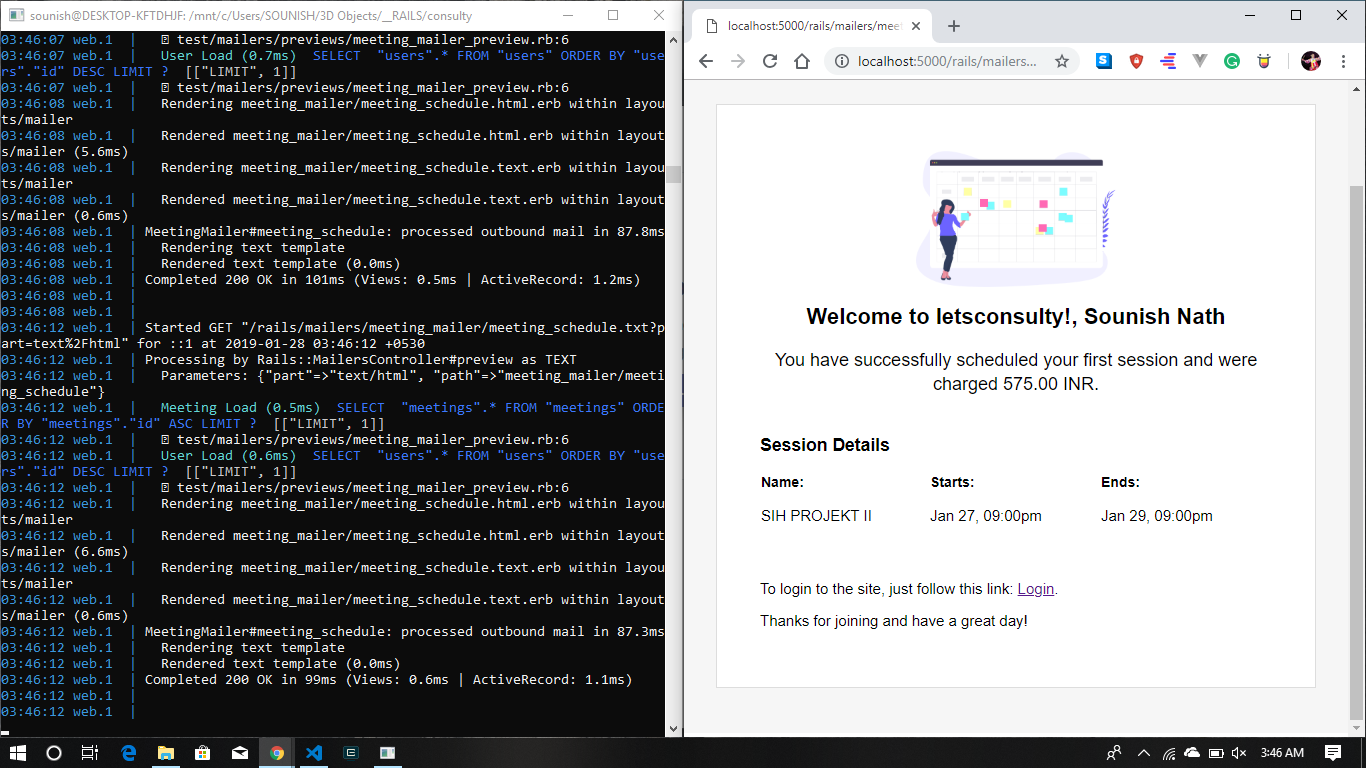 sounish@DESKTOP-KFTDHJF: /mnt/c/Users/SOUNISH/3D Objects/__RAILS/consulty
03:46:07 web.1 | test/mailers/previews/meeting_mailer_preview.rb:6
03:46:07 web.1 | User Load (0.7ms) SELECT "users".* FROM "users" ORDER BY "use
rs"."id" DESC LIMIT ? [["LIMIT", 1]]
03:46:07 web.1 | test/mailers/previews/meeting_mailer_preview.rb:6
03:46:08 web.1 | Rendering meeting_mailer/meeting_schedule.html.erb within layou
ts/mailer
03:46:08 web.1 | Rendered meeting_mailer/meeting_schedule.html.erb within layout
s/mailer (5.6ms)
03:46:08 web.1 | Rendering meeting_mailer/meeting_schedule.text.erb within layou
ts/mailer
03:46:08 web.1 | Rendered meeting_mailer/meeting_schedule.text.erb within layout
s/mailer (0.6ms)
03:46:08 web.1 | MeetingMailer#meeting_schedule: processed outbound mail in 87.8ms
03:46:08 web.1 | Rendering text template
03:46:08 web.1 | Rendered text template (0.0ms)
03:46:08 web.1 | Completed 200 OK in 101ms (Views: 0.5ms | ActiveRecord: 1.2ms)
03:46:08 web.1 |
03:46:08 web.1 |
03:46:12 web.1 | Started GET "/rails/mailers/meeting_mailer/meeting_schedule.txt?p
art=text%2Fhtml" for ::1 at 2019-01-28 03:46:12 +0530
03:46:12 web.1 | Processing by Rails::MailersController#preview as TEXT
03:46:12 web.1 | Parameters: {"part"=>"text/html", "path"=>"meeting_mailer/meeti
ng_schedule"}
03:46:12 web.1 | Meeting Load (0.5ms) SELECT "meetings".* FROM "meetings" ORDE
R BY "meetings"."id" ASC LIMIT ? [["LIMIT", 1]]
03:46:12 web.1 | test/mailers/previews/meeting_mailer_preview.rb:6
03:46:12 web.1 | User Load (0.6ms) SELECT "users".* FROM "users" ORDER BY "use
rs"."id" DESC LIMIT ? [["LIMIT", 1]]
03:46:12 web.1 | test/mailers/previews/meeting_mailer_preview.rb:6
03:46:12 web.1 | Rendering meeting_mailer/meeting_schedule.html.erb within layou
ts/mailer
03:46:12 web.1 | Rendered meeting_mailer/meeting_schedule.html.erb within layout
s/mailer (6.6ms)
03:46:12 web.1 | Rendering meeting_mailer/meeting_schedule.text.erb within layou
ts/mailer
03:46:12 web.1 | Rendered meeting_mailer/meeting_schedule.text.erb within layout
s/mailer (0.6ms)
03:46:12 web.1 | MeetingMailer#meeting_schedule: processed outbound mail in 87.3ms
03:46:12 web.1 | Rendering text template
03:46:12 web.1 | Rendered text template (0.0ms)
03:46:12 web.1 | Completed 200 OK in 99ms (Views: 0.6ms | ActiveRecord: 1.1ms)
03:46:12 web.1 |
03:46:12 web.1 |
localhost:5000/rails/mailers/meet
localhost:5000/rails/mailers...
Welcome to letsconsulty!, Sounish Nath
You have successfully scheduled your first session and were
charged 575.00 INR.
Session Details
Name: Starts: Ends:
SIH PROJEKT II Jan 27, 09:00pm Jan 29, 09:00pm
To login to the site, just follow this link: Login.
Thanks for joining and have a great day!
3:46 AM